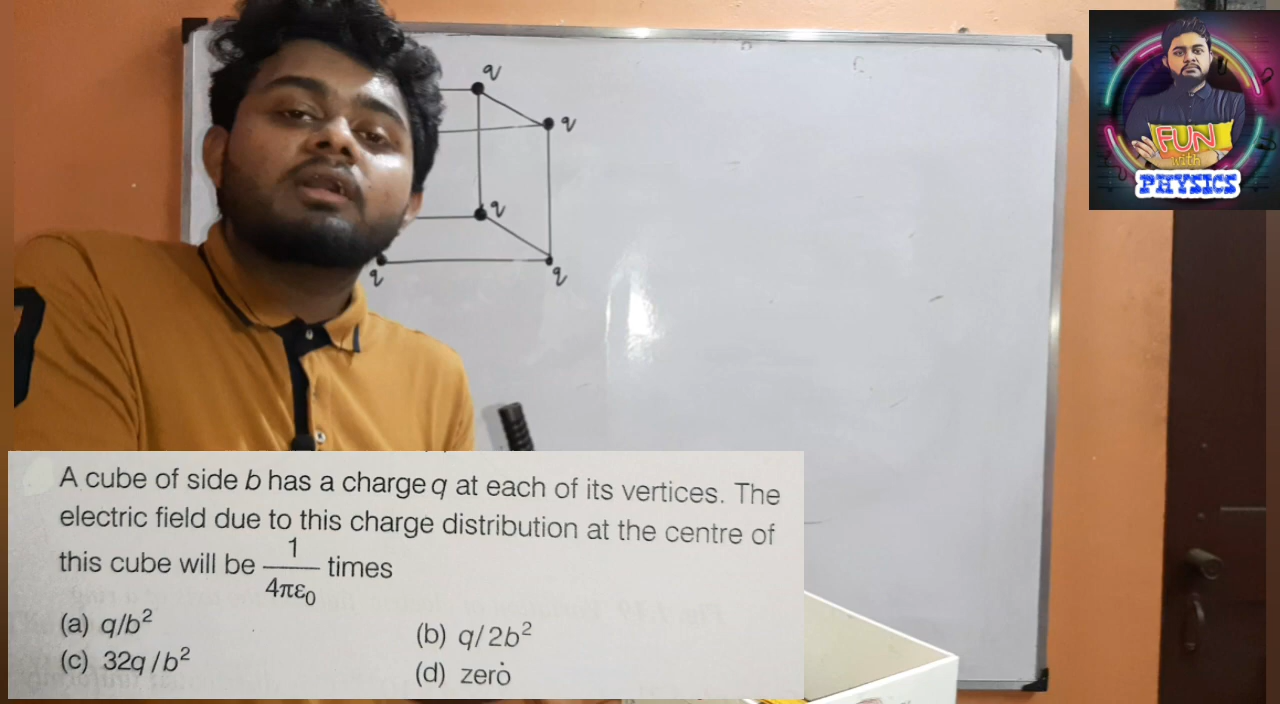 q
q
q
q
q
FUN
with
PHYSICS
A cube of side b has a charge q at each of its vertices. The
electric field due to this charge distribution at the centre of
this cube will be 1/4πε₀ times
(a) q/b²
(b) q/2b²
(c) 32q/b²
(d) zero